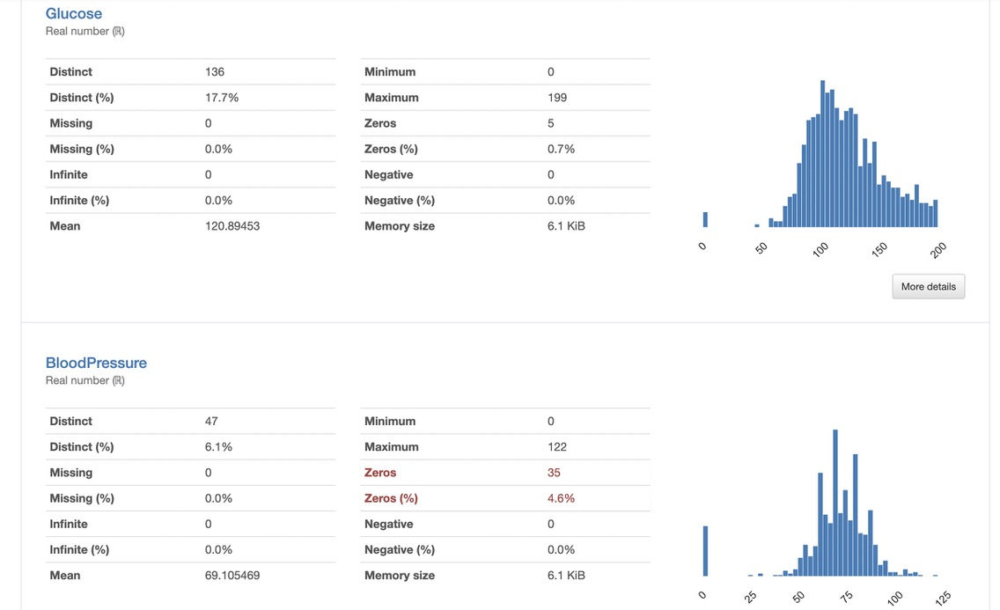 Glucose
Real number (ℝ)
Distinct 136
Distinct (%) 17.7%
Missing 0
Missing (%) 0.0%
Infinite 0
Infinite (%) 0.0%
Mean 120.89453
Minimum 0
Maximum 199
Zeros 5
Zeros (%) 0.7%
Negative 0
Negative (%) 0.0%
Memory size 6.1 KiB
0 50 100 150 200
More details
BloodPressure
Real number (ℝ)
Distinct 47
Distinct (%) 6.1%
Missing 0
Missing (%) 0.0%
Infinite 0
Infinite (%) 0.0%
Mean 69.105469
Minimum 0
Maximum 122
Zeros 35
Zeros (%) 4.6%
Negative 0
Negative (%) 0.0%
Memory size 6.1 KiB
0 25 50 75 100 125